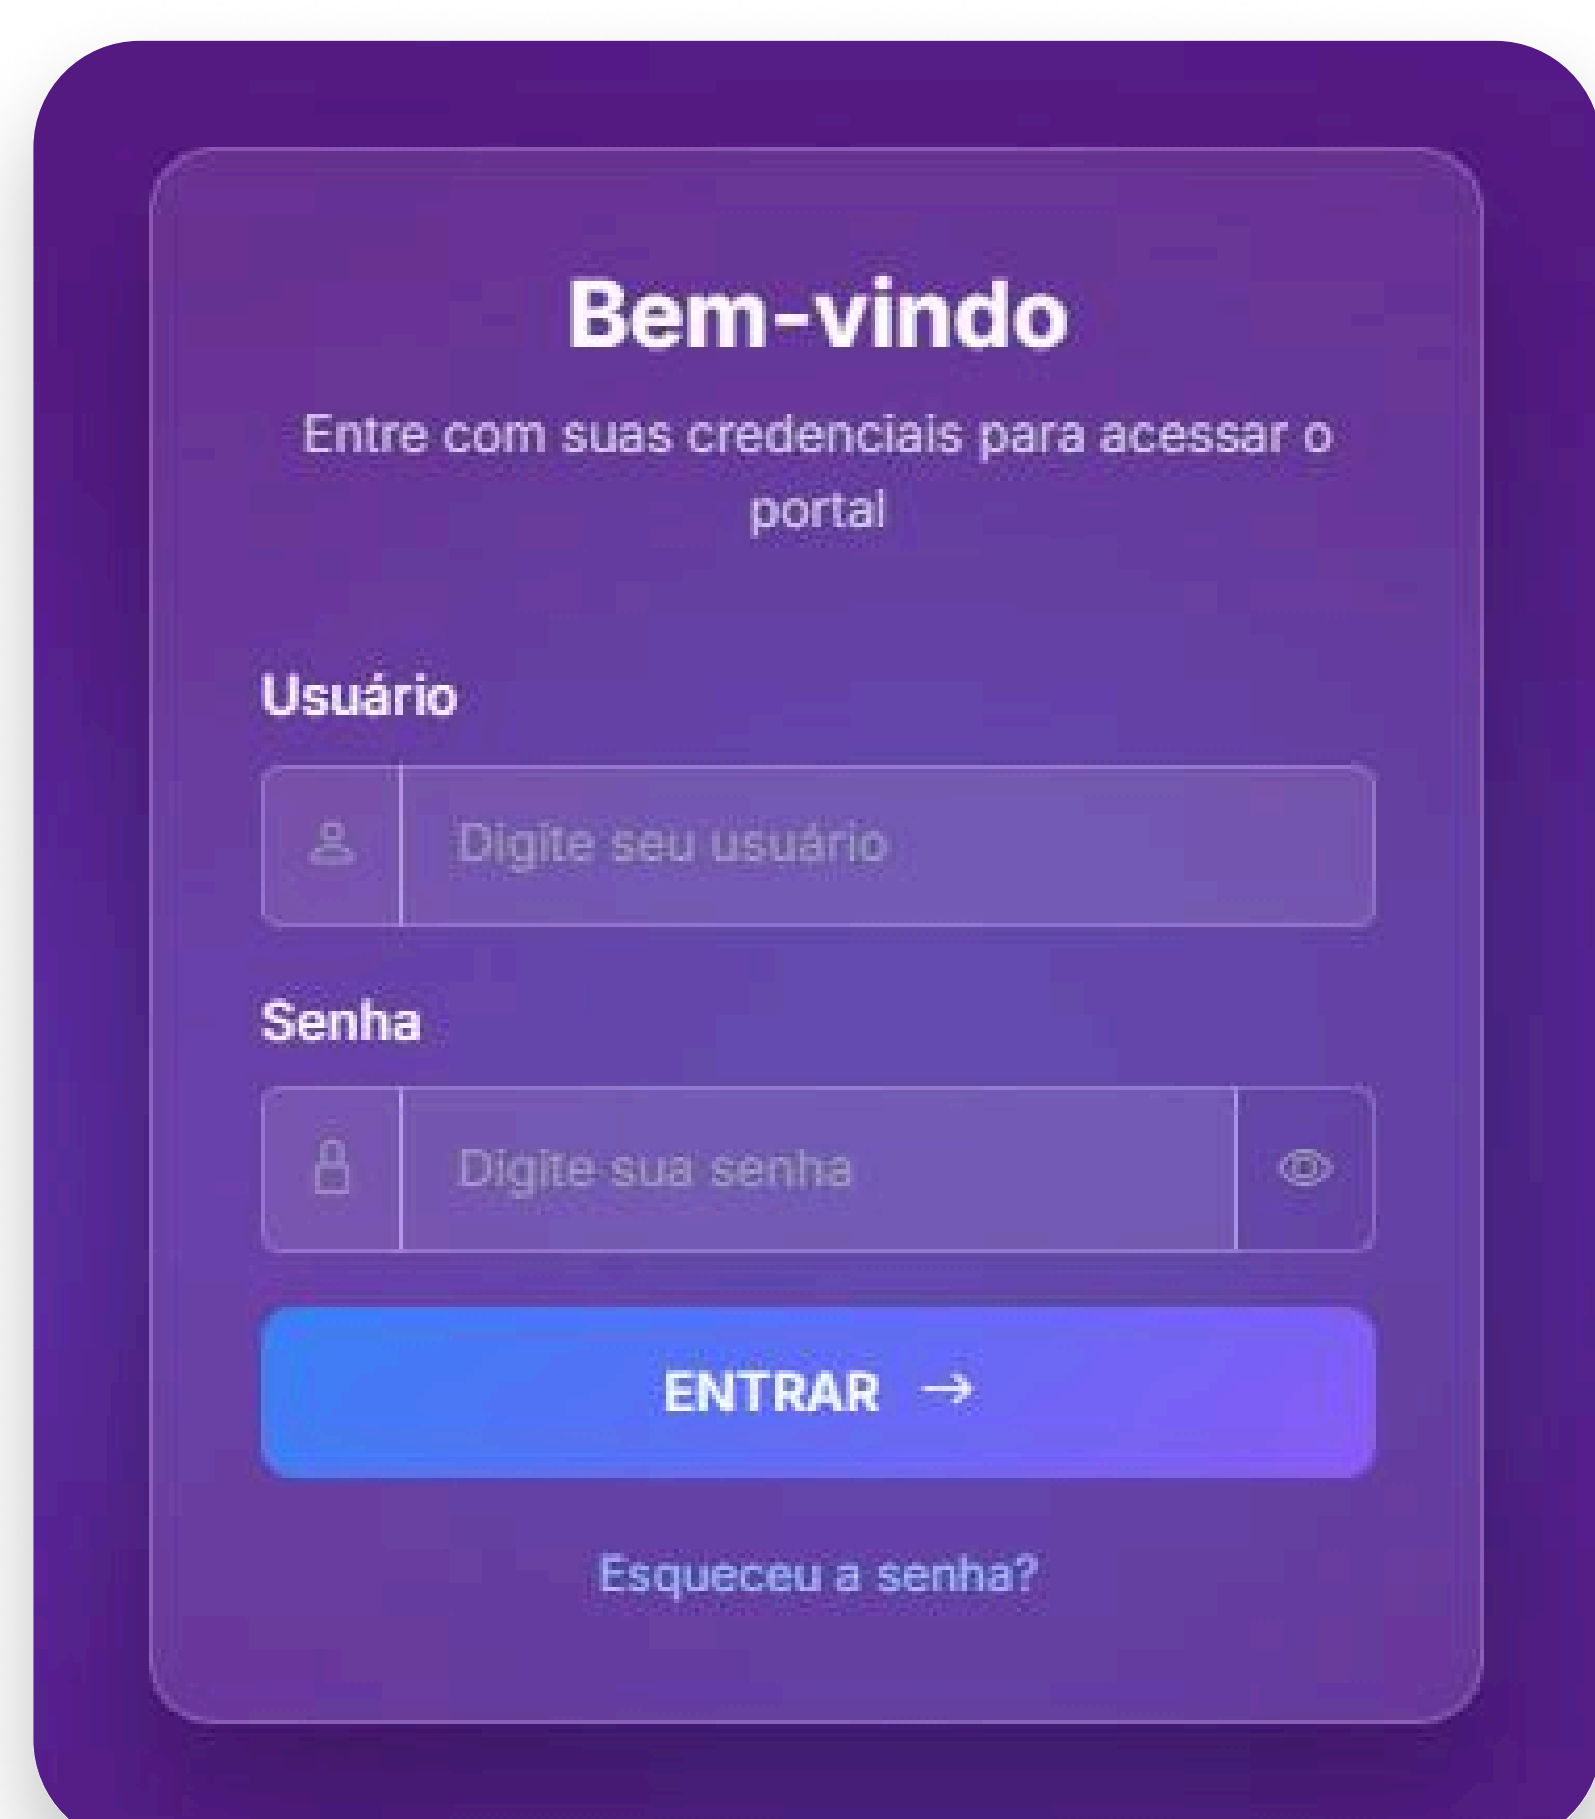 Bem-vindo
Entre com suas credenciais para acessar o
portal
Usuário
Digite seu usuário
Senha
Digite sua senha
ENTRAR →
Esqueceu a senha?